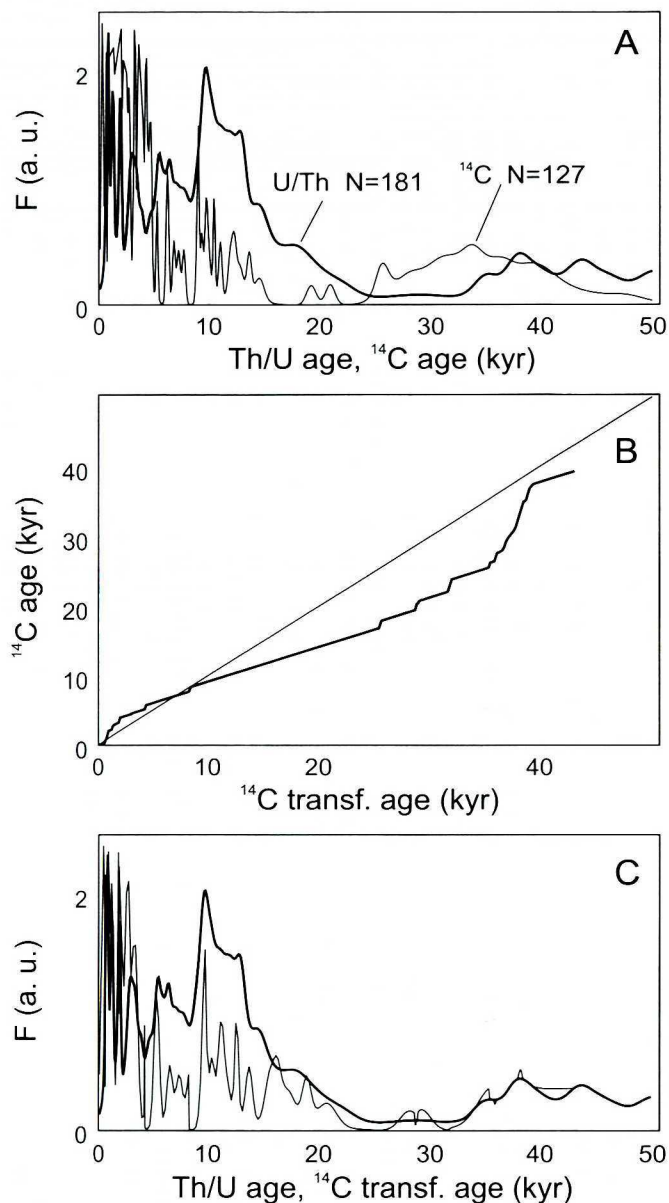 A
2
F (a. u.)
U/Th N=181
¹⁴C N=127
0
0 10 20 30 40 50
Th/U age, ¹⁴C age (kyr)
B
40
30
20
10
0
¹⁴C age (kyr)
0 10 20 30 40
¹⁴C transf. age (kyr)
C
2
F (a. u.)
0
0 10 20 30 40 50
Th/U age, ¹⁴C transf. age (kyr)